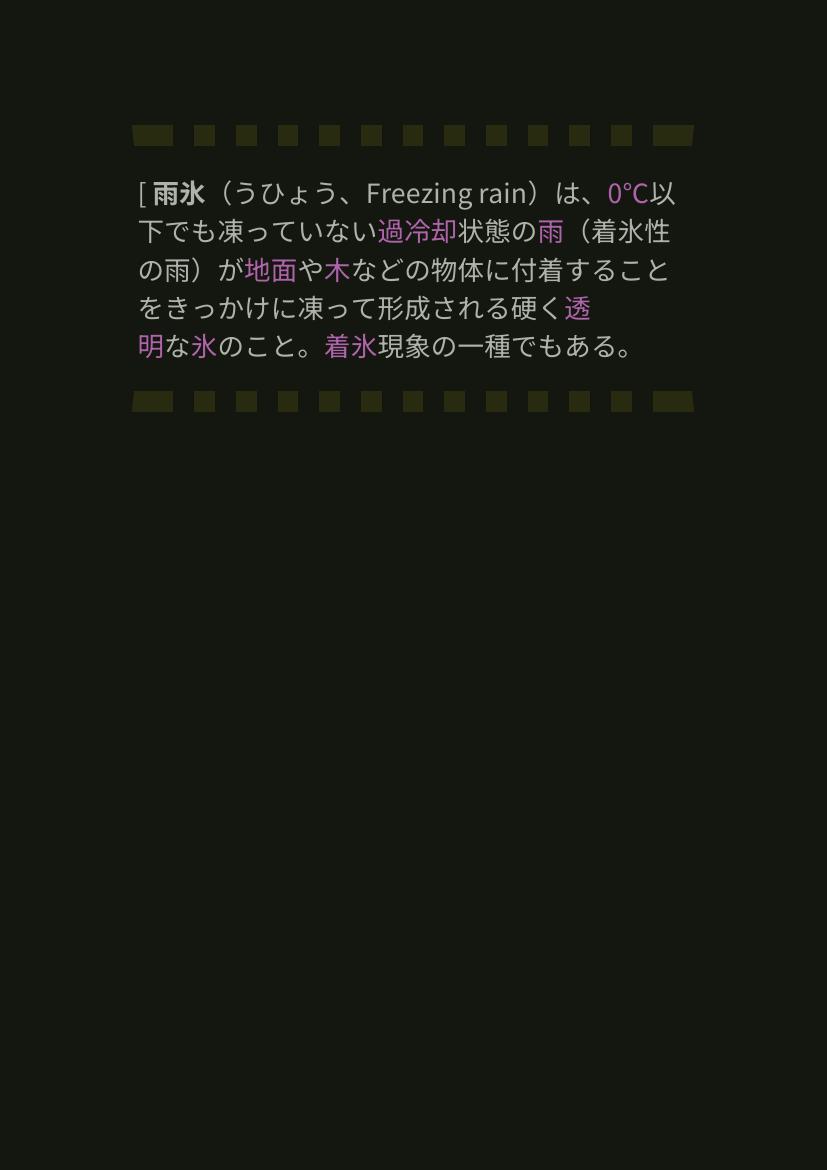 [ 雨氷（うひょう、Freezing rain）は、0℃以
下でも凍っていない過冷却状態の雨（着氷性
の雨）が地面や木などの物体に付着すること
をきっかけに凍って形成される硬く透
明な氷のこと。着氷現象の一種でもある。